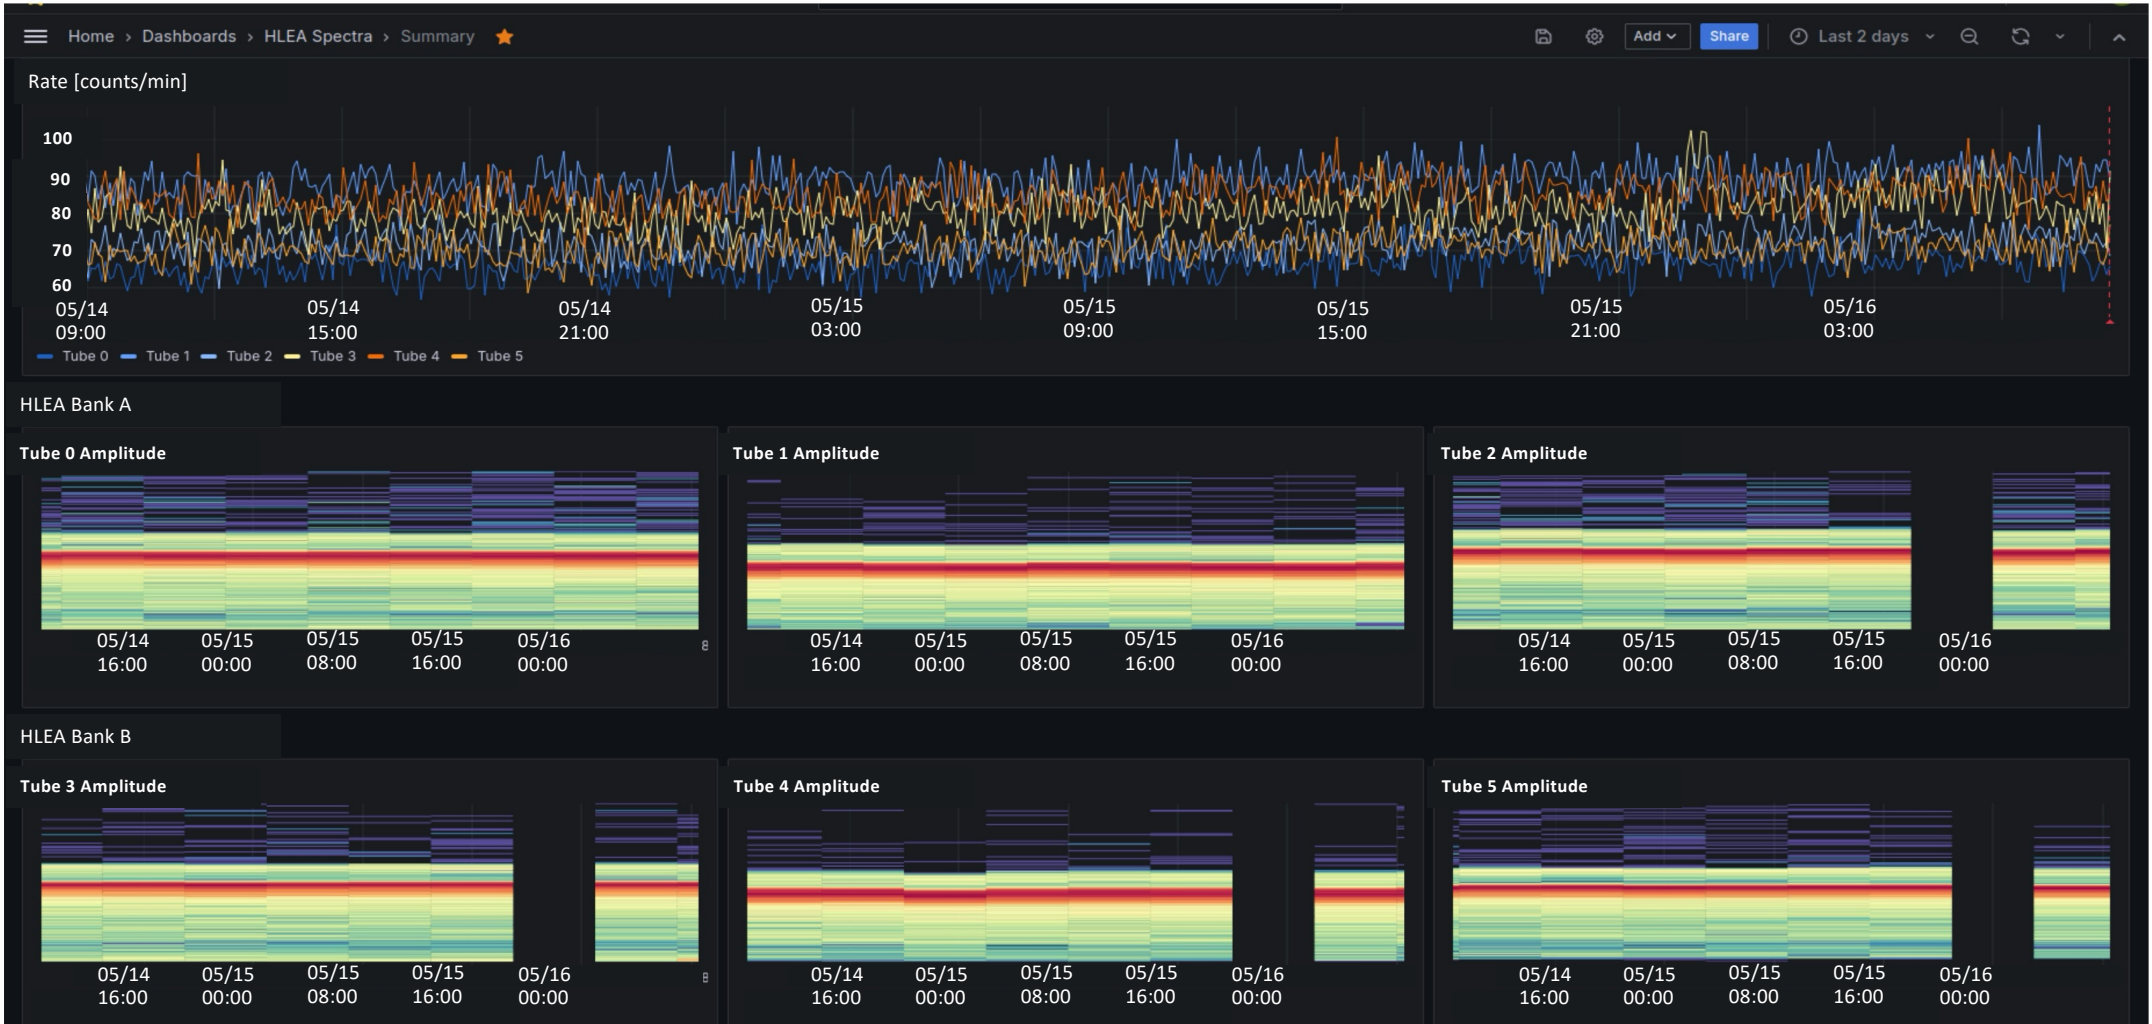 Home › Dashboards › HLEA Spectra › Summary Add Share Last 2 days
Rate [counts/min]
100
90
80
70
60
05/14 05/14 05/14 05/15 05/15 05/15 05/15 05/16
09:00 15:00 21:00 03:00 09:00 15:00 21:00 03:00
Tube 0 Tube 1 Tube 2 Tube 3 Tube 4 Tube 5
HLEA Bank A
Tube 0 Amplitude Tube 1 Amplitude Tube 2 Amplitude
05/14 05/15 05/15 05/15 05/16 05/14 05/15 05/15 05/15 05/16 05/14 05/15 05/15 05/15 05/16
16:00 00:00 08:00 16:00 00:00 16:00 00:00 08:00 16:00 00:00 16:00 00:00 08:00 16:00 00:00
HLEA Bank B
Tube 3 Amplitude Tube 4 Amplitude Tube 5 Amplitude
05/14 05/15 05/15 05/15 05/16 05/14 05/15 05/15 05/15 05/16 05/14 05/15 05/15 05/15 05/16
16:00 00:00 08:00 16:00 00:00 16:00 00:00 08:00 16:00 00:00 16:00 00:00 08:00 16:00 00:00